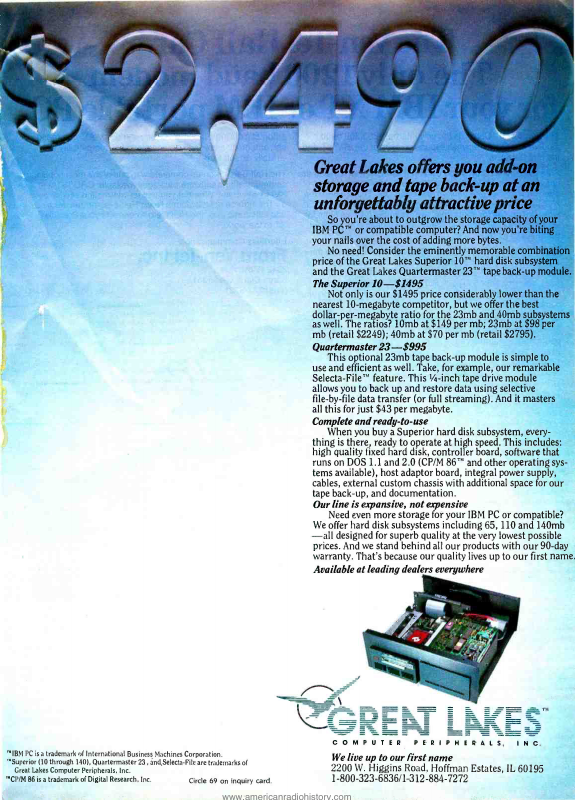 $2,490
Great Lakes offers you add-on
storage and tape back-up at an
unforgettably attractive price
So you're about to outgrow the storage capacity of your
IBM PC™ or compatible computer? And now you're biting
your nails over the cost of adding more bytes.
No need! Consider the eminently memorable combination
price of the Great Lakes Superior 10™ hard disk subsystem
and the Great Lakes Quartermaster 23™ tape back-up module.
The Superior 10—$1495
Not only is our $1495 price considerably lower than the
nearest 10-megabyte competitor, but we offer the best
dollar-per-megabyte ratio for the 23mb and 40mb subsystems
as well. The ratios? 10mb at $149 per mb; 23mb at $98 per
mb (retail $2249); 40mb at $70 per mb (retail $2795).
Quartermaster 23—$995
This optional 23mb tape back-up module is simple to
use and efficient as well. Take, for example, our remarkable
Selecta-File™ feature. This ¼-inch tape drive module
allows you to back up and restore data using selective
file-by-file data transfer (or full streaming). And it masters
all this for just $43 per megabyte.
Complete and ready-to-use
When you buy a Superior hard disk subsystem, every-
thing is there, ready to operate at high speed. This includes:
high quality fixed hard disk, controller board, software that
runs on DOS 1.1 and 2.0 (CP/M 86™ and other operating sys-
tems available), host adaptor board, integral power supply,
cables, external custom chassis with additional space for our
tape back-up, and documentation.
Our line is expansive, not expensive
Need even more storage for your IBM PC or compatible?
We offer hard disk subsystems including 65, 110 and 140mb
—all designed for superb quality at the very lowest possible
prices. And we stand behind all our products with our 90-day
warranty. That's because our quality lives up to our first name.
Available at leading dealers everywhere
GREAT LAKES™
COMPUTER PERIPHERALS, INC.
We live up to our first name
2200 W. Higgins Road, Hoffman Estates, IL 60195
1-800-323-6836/1-312-884-7272
™IBM PC is a trademark of International Business Machines Corporation.
™Superior (10 through 140), Quartermaster 23, and Selecta-File are trademarks of
Great Lakes Computer Peripherals, Inc.
™CP/M 86 is a trademark of Digital Research, Inc.
Circle 69 on inquiry card.
www.americanradiohistory.com